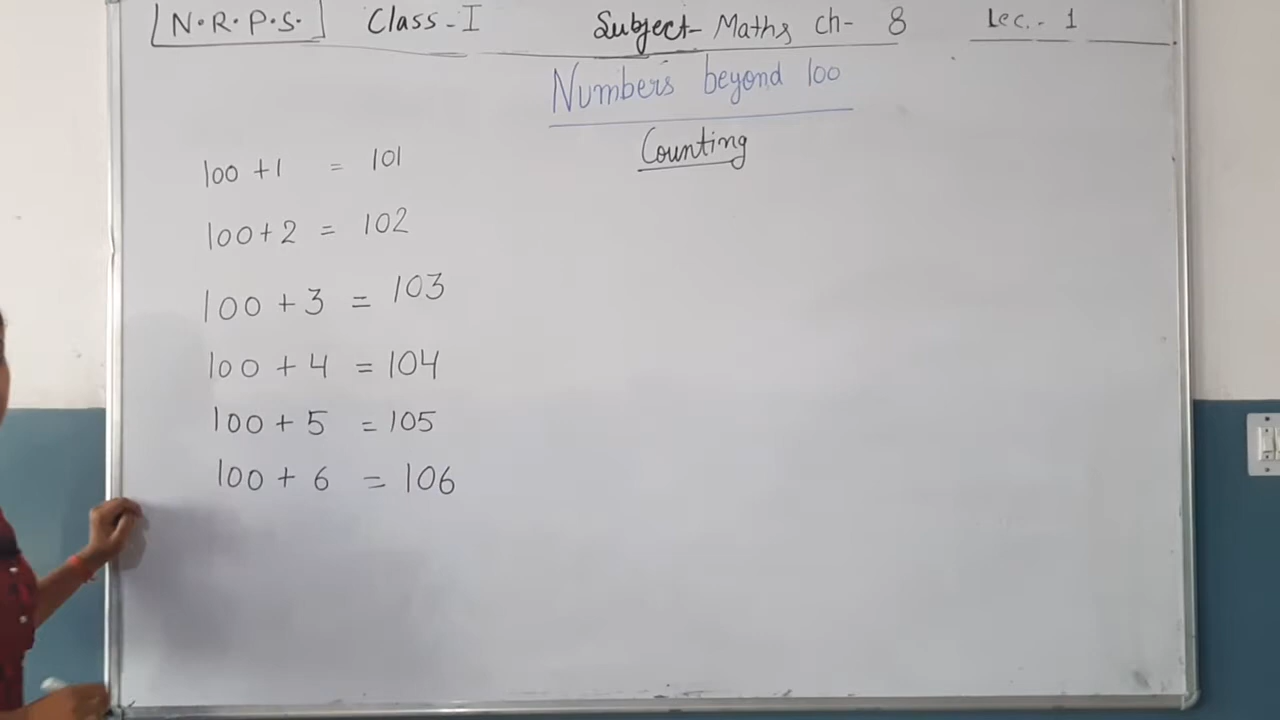 N.R.P.S. Class-I Subject- Maths ch- 8 Lec.- 1
Numbers beyond 100
Counting
100 +1 = 101
100+2 = 102
100 + 3 = 103
100 + 4 = 104
100 + 5 = 105
100 + 6 = 106